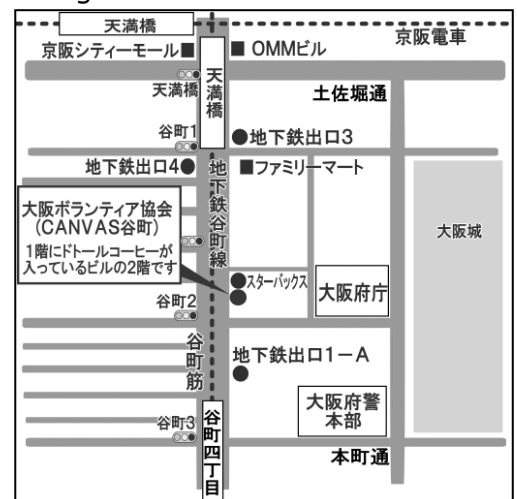 天満橋
京阪電車
京阪シティーモール■
■ OMMビル
天満橋
天満橋
土佐堀通
谷町1
●地下鉄出口3
地下鉄出口4●
■ファミリーマート
地下鉄谷町線
大阪ボランティア協会
(CANVAS谷町)
1階にドトールコーヒーが
入っているビルの2階です
大阪城
●スターバックス
大阪府庁
谷町2
谷町筋
地下鉄出口1−A
大阪府警
本部
谷町3
谷町四丁目
本町通